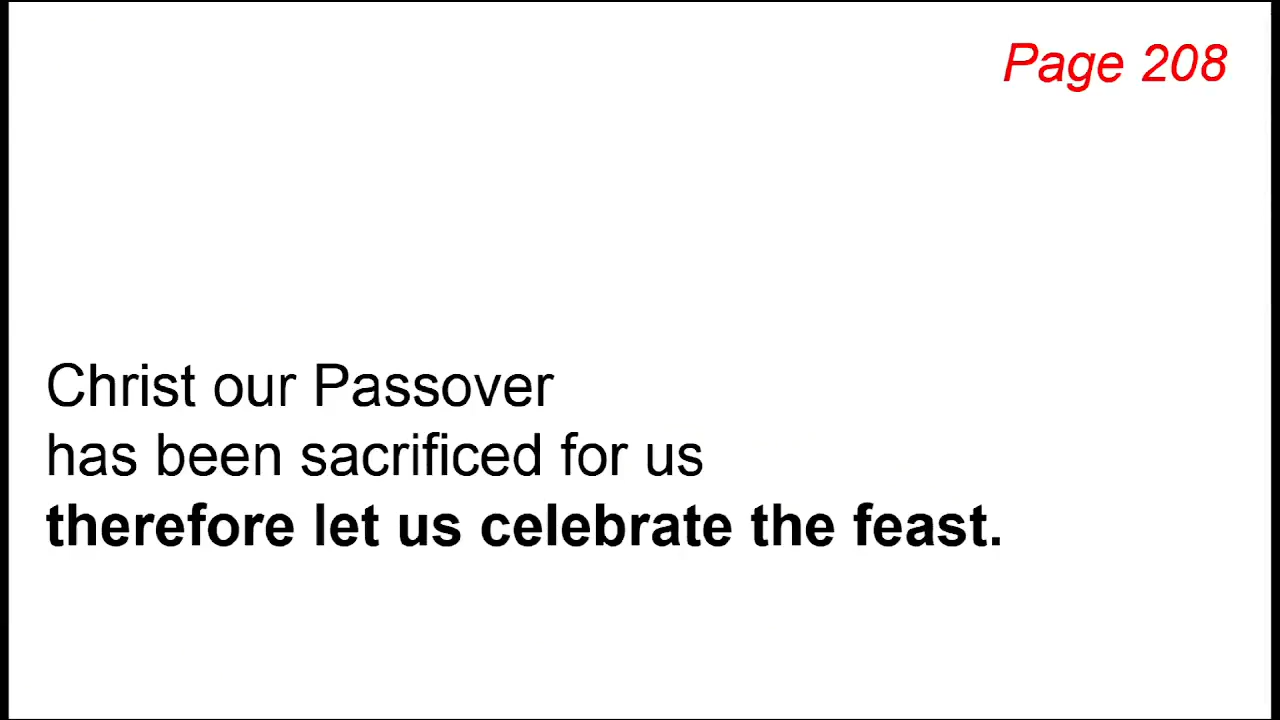 Page 208
Christ our Passover
has been sacrificed for us
therefore let us celebrate the feast.